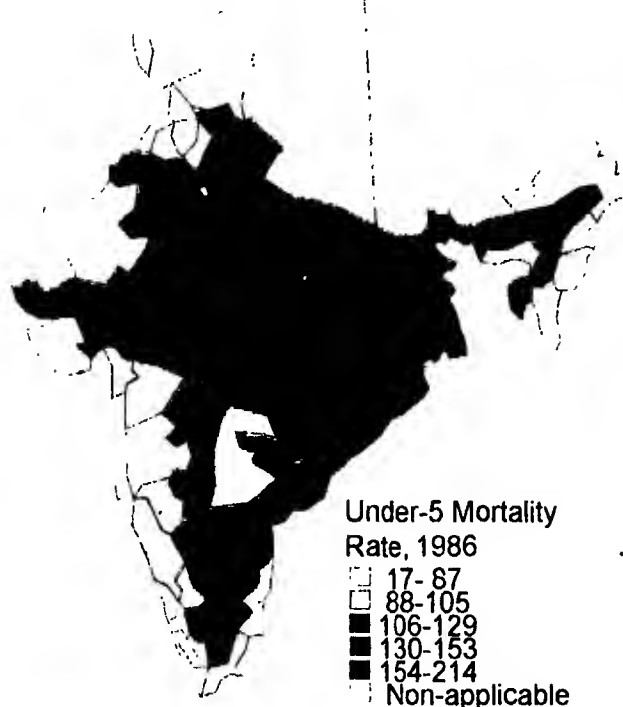 Under-5 Mortality
Rate, 1986
17- 87
88-105
106-129
130-153
154-214
Non-applicable